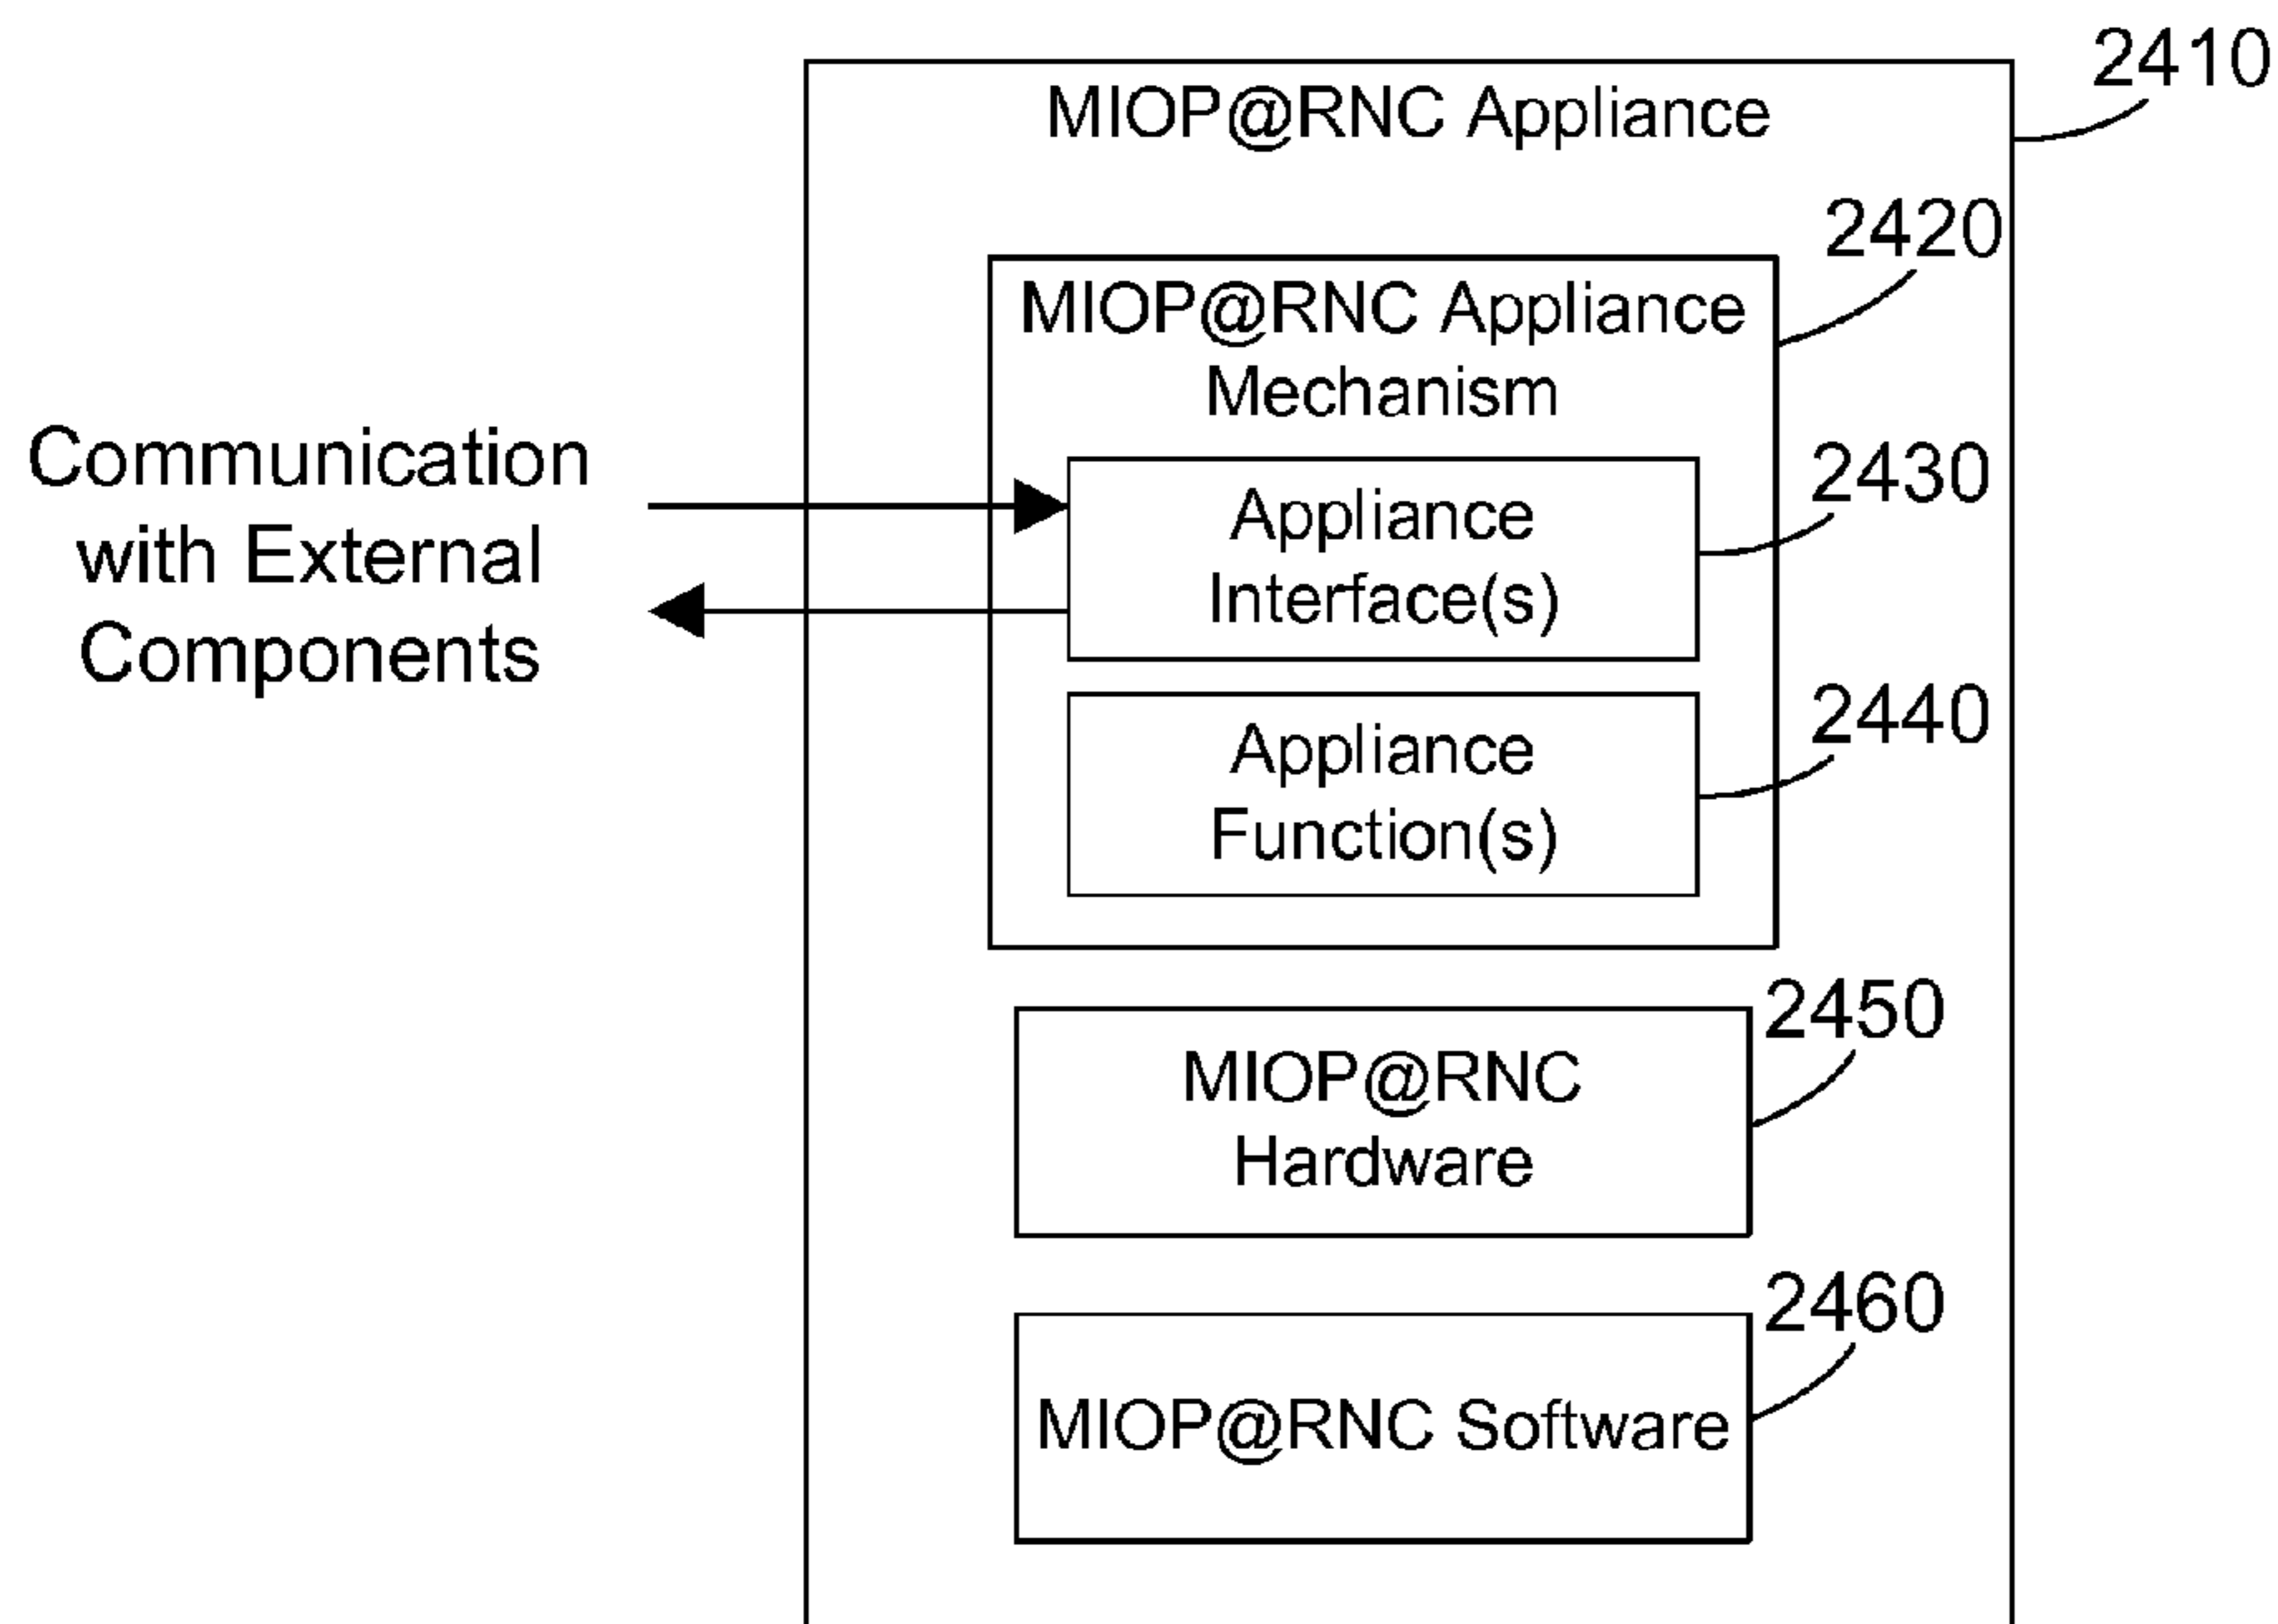 2410
MIOP@RNC Appliance
2420
MIOP@RNC Appliance
Mechanism
Communication
with External
Components
2430
Appliance
Interface(s)
2440
Appliance
Function(s)
2450
MIOP@RNC
Hardware
2460
MIOP@RNC Software